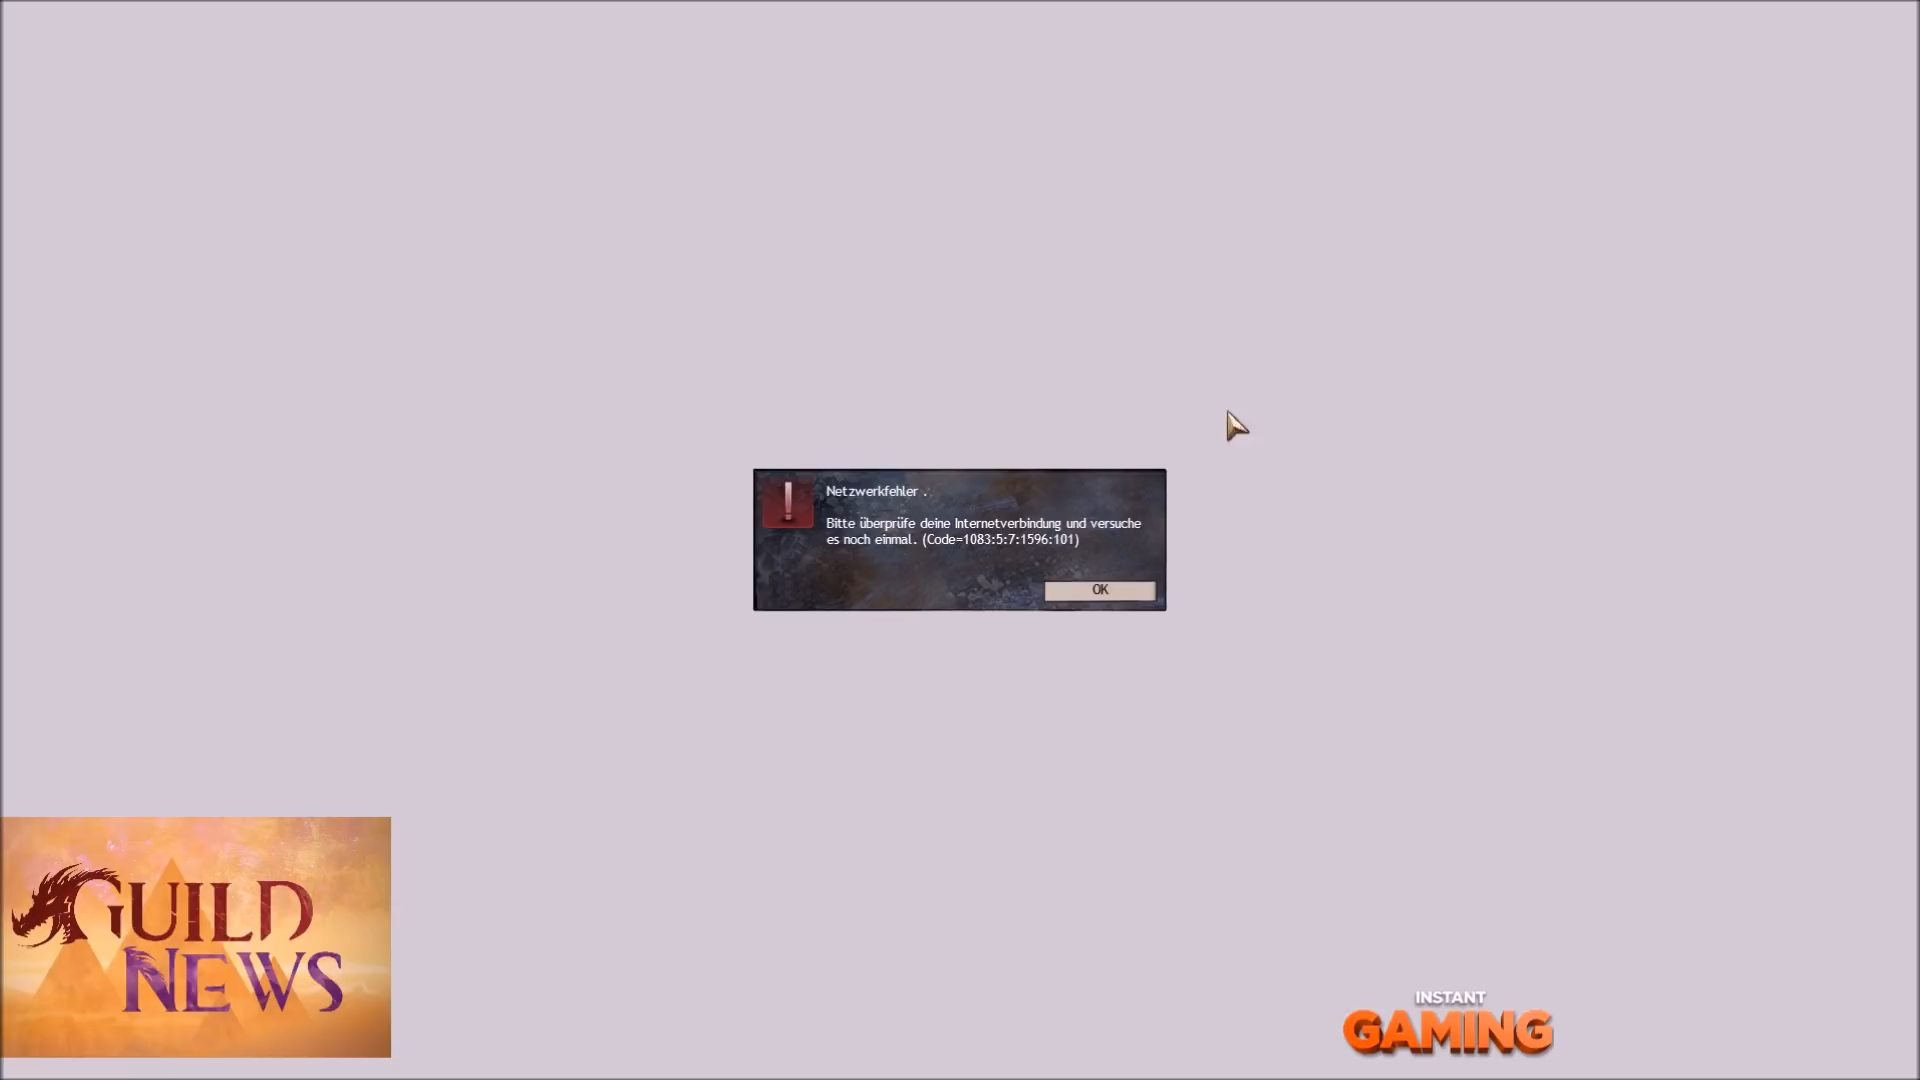 Netzwerkfehler .
Bitte überprüfe deine Internetverbindung und versuche
es noch einmal. (Code=1083:5:7:1596:101)
OK
GUILD
NEWS
INSTANT
GAMING